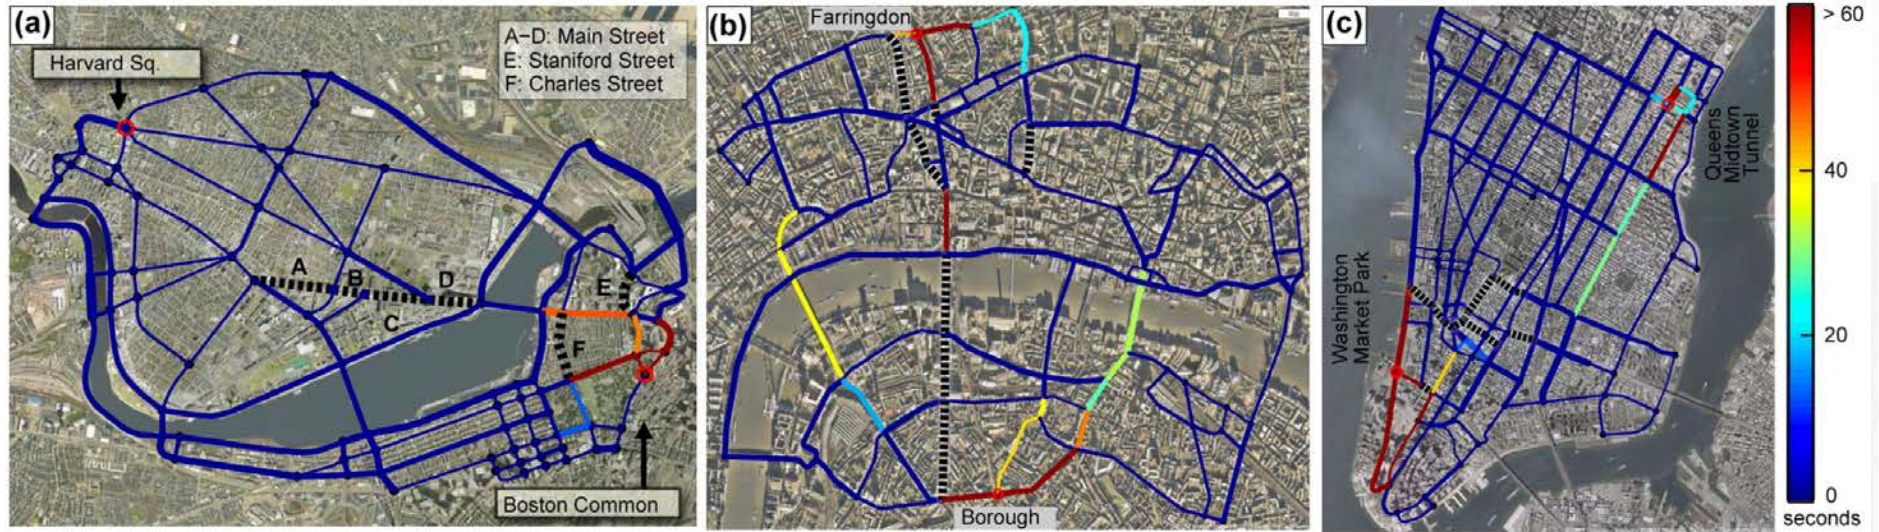 (a)
Harvard Sq.
A–D: Main Street
E: Staniford Street
F: Charles Street
A
B
D
C
E
F
Boston Common
(b)
Farringdon
Borough
(c)
Queens
Midtown
Tunnel
Washington
Market Park
> 60
40
20
0
seconds